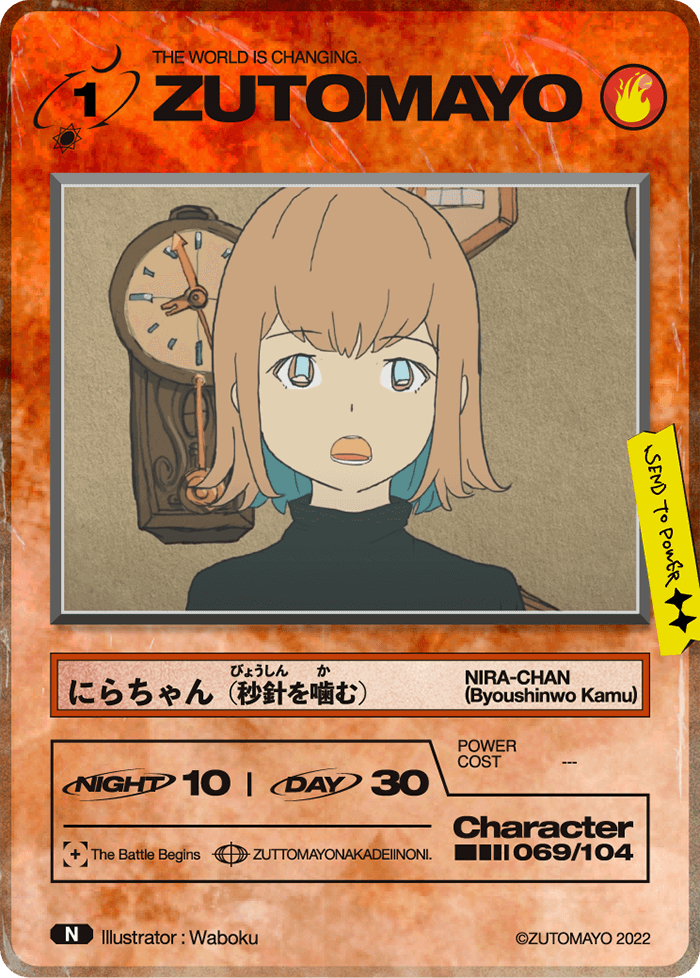 THE WORLD IS CHANGING.
1 ZUTOMAYO
SEND TO POWER
びょうしん か
にらちゃん（秒針を噛む）
NIRA-CHAN
(Byoushinwo Kamu)
NIGHT 10 | DAY 30
POWER
COST ---
The Battle Begins ZUTTOMAYONAKADEIINONI.
Character
069/104
N Illustrator : Waboku
©ZUTOMAYO 2022